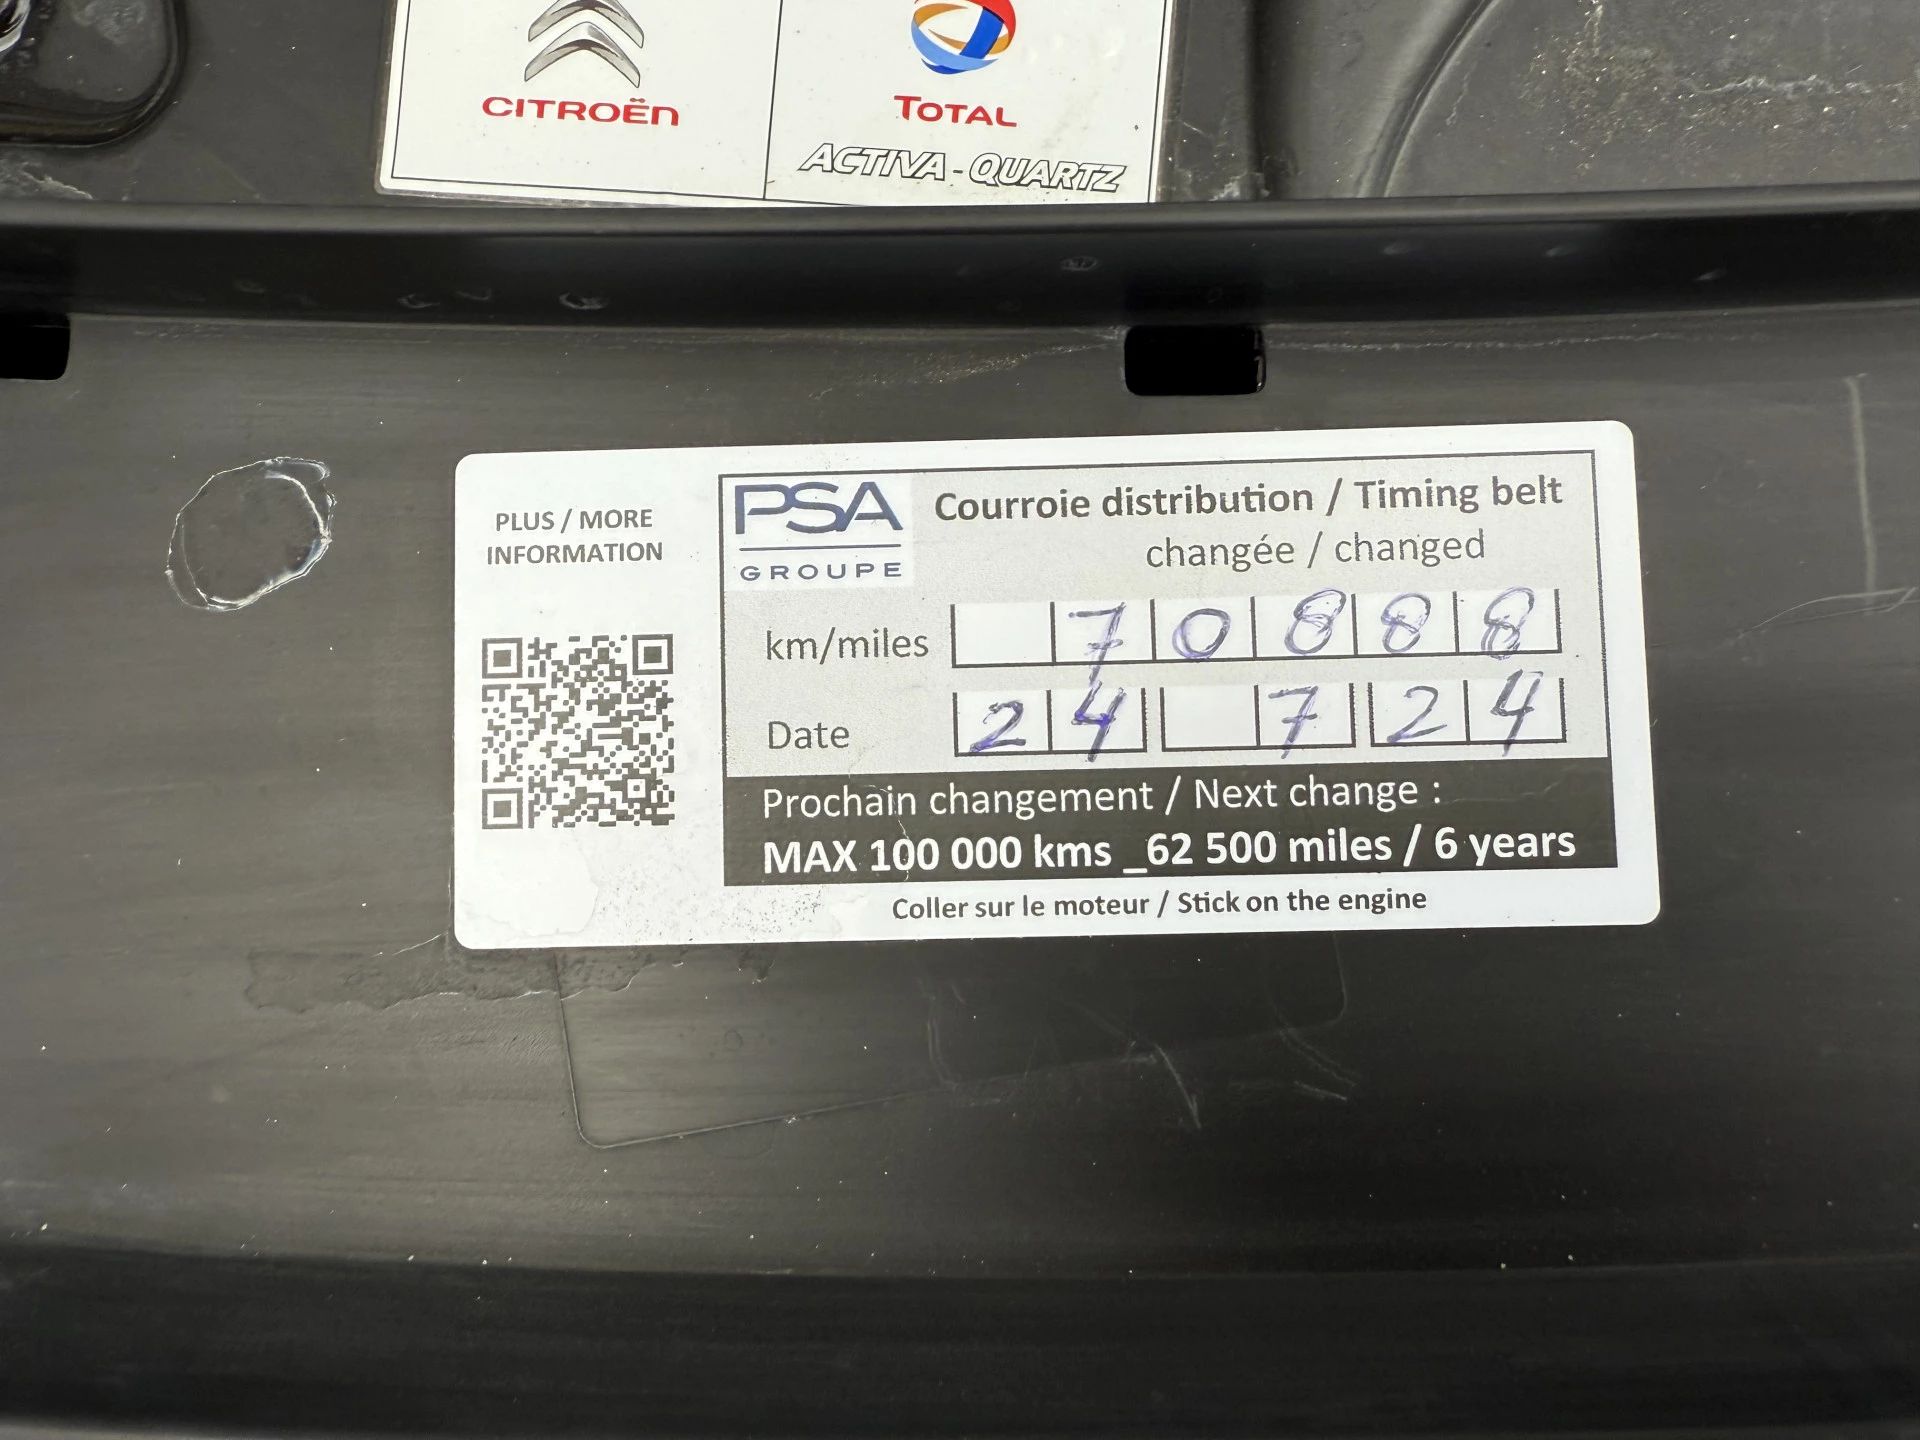 CITROËN
TOTAL
ACTIVA-QUARTZ
PLUS / MORE
INFORMATION
PSA
GROUPE
Courroie distribution / Timing belt
changée / changed
km/miles 70888
Date 24 7 24
Prochain changement / Next change :
MAX 100 000 kms _62 500 miles / 6 years
Coller sur le moteur / Stick on the engine